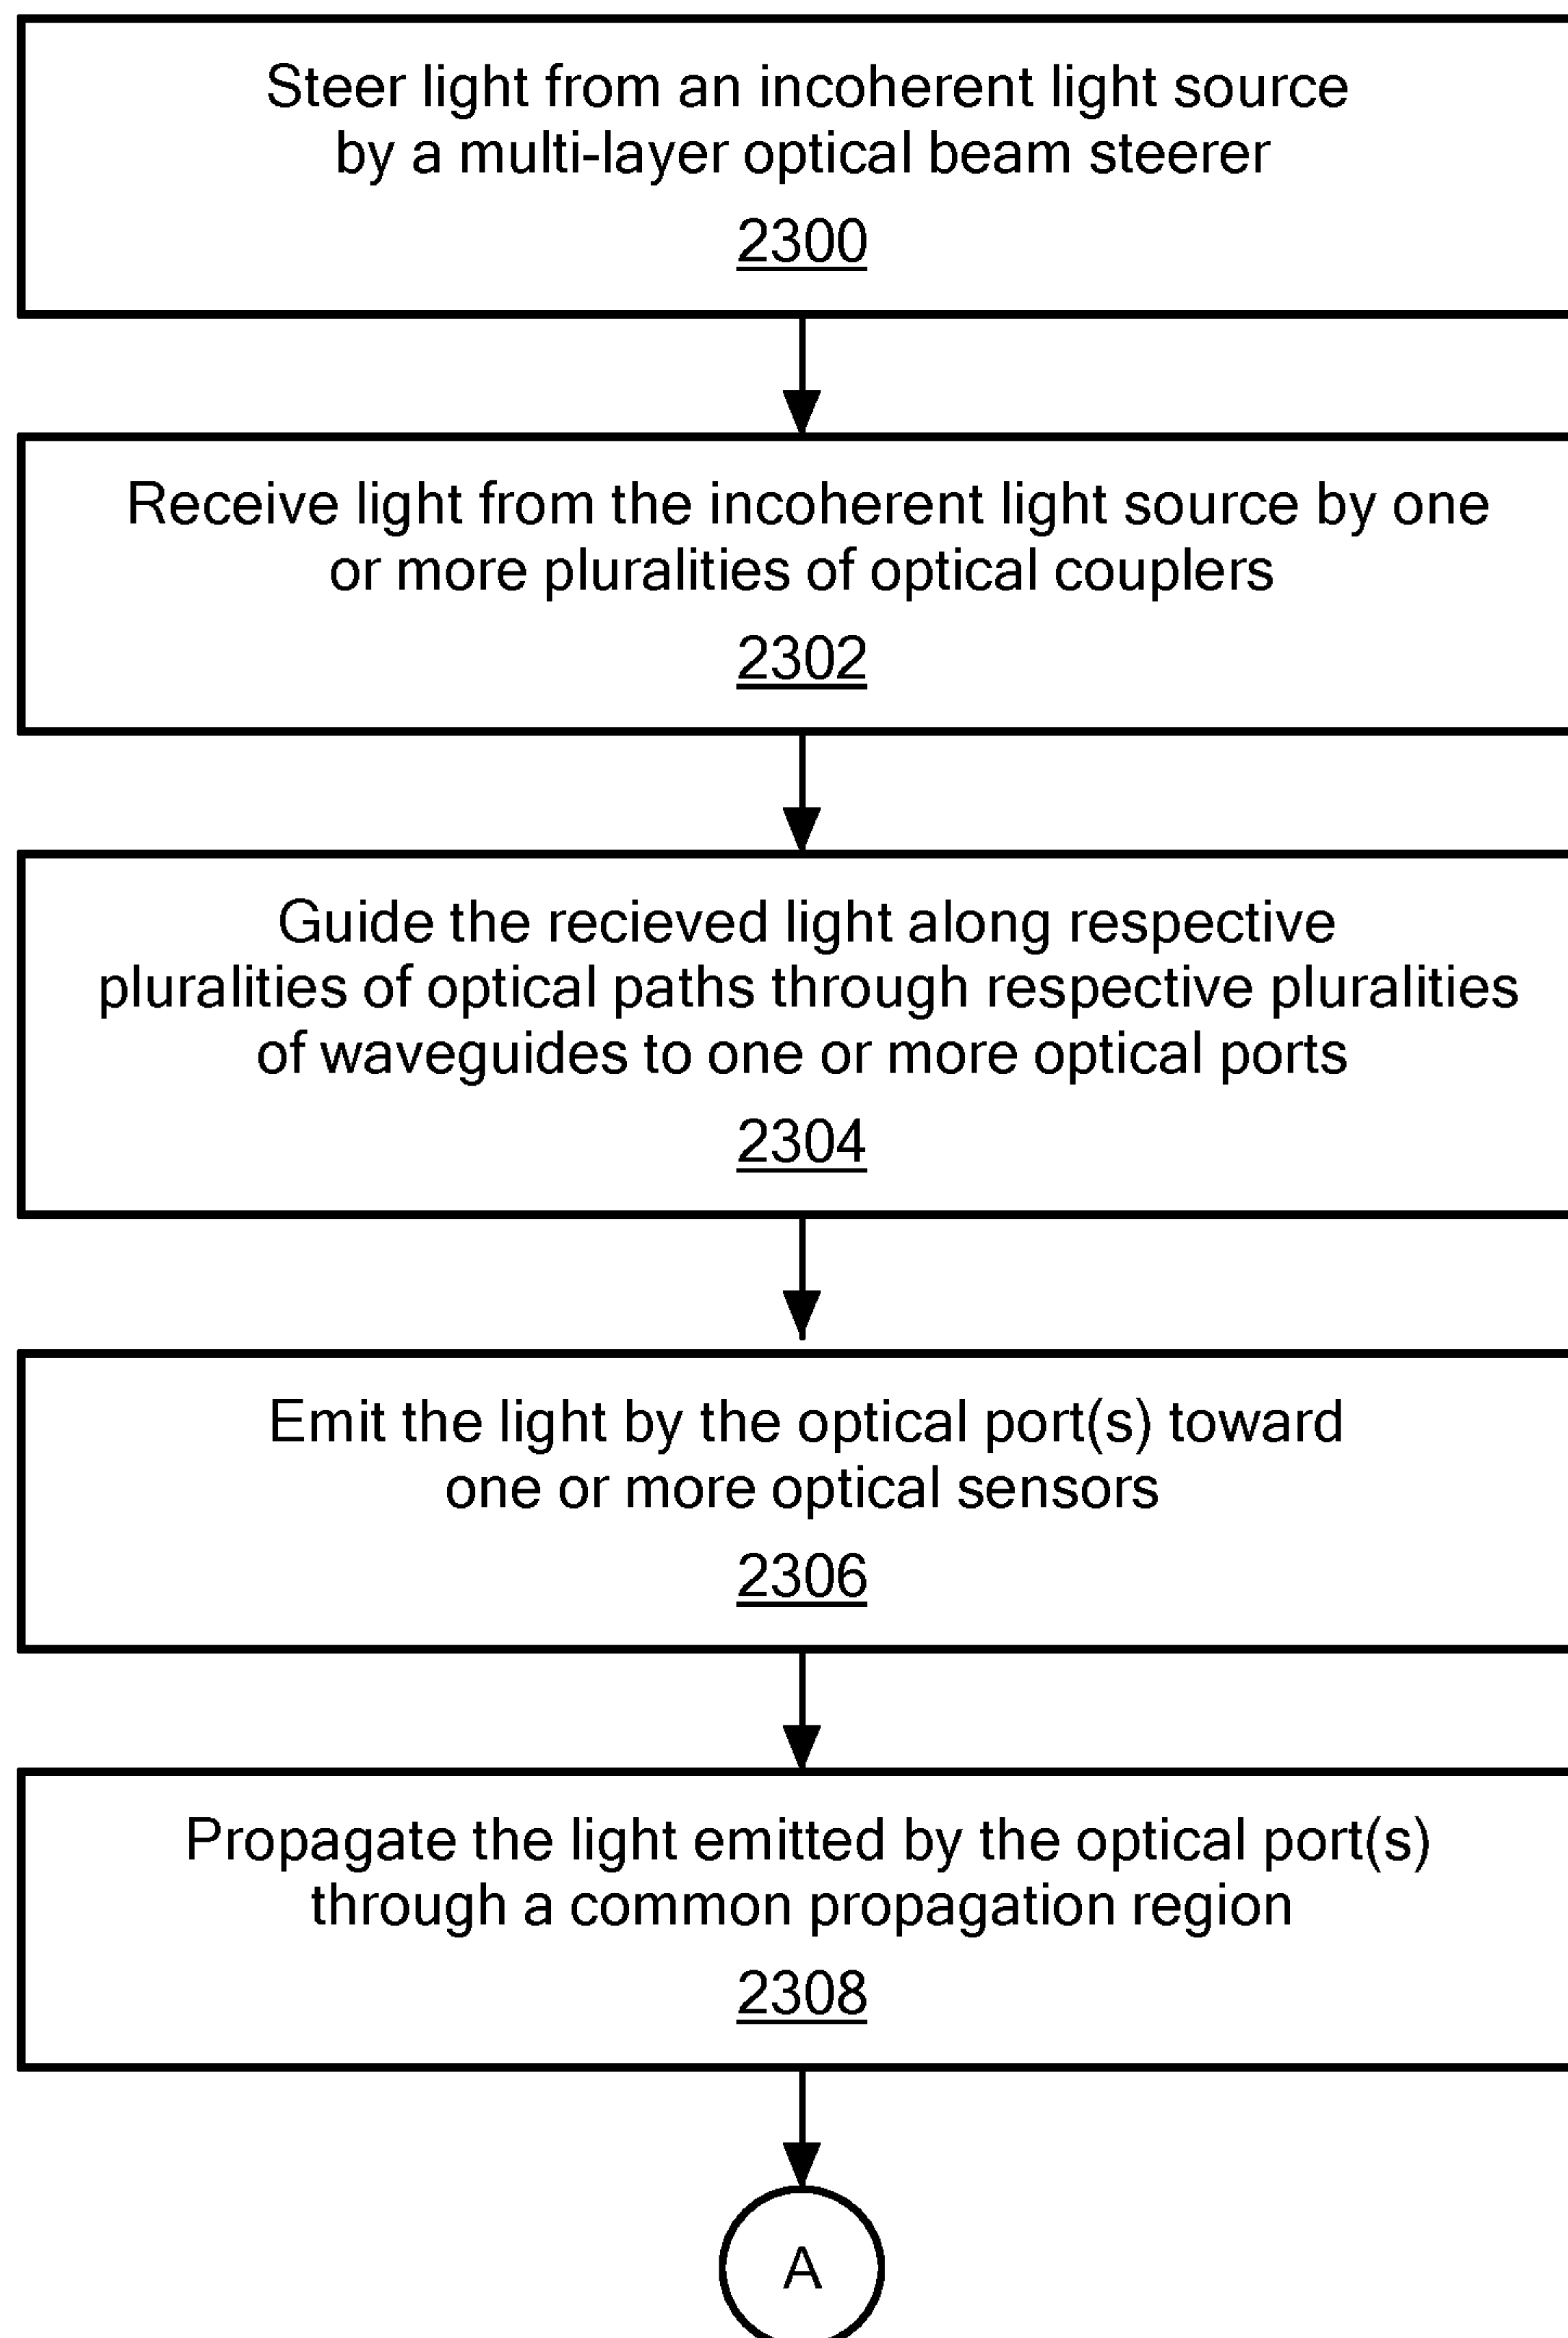 Steer light from an incoherent light source
by a multi-layer optical beam steerer
2300
Receive light from the incoherent light source by one
or more pluralities of optical couplers
2302
Guide the recieved light along respective
pluralities of optical paths through respective pluralities
of waveguides to one or more optical ports
2304
Emit the light by the optical port(s) toward
one or more optical sensors
2306
Propagate the light emitted by the optical port(s)
through a common propagation region
2308
A